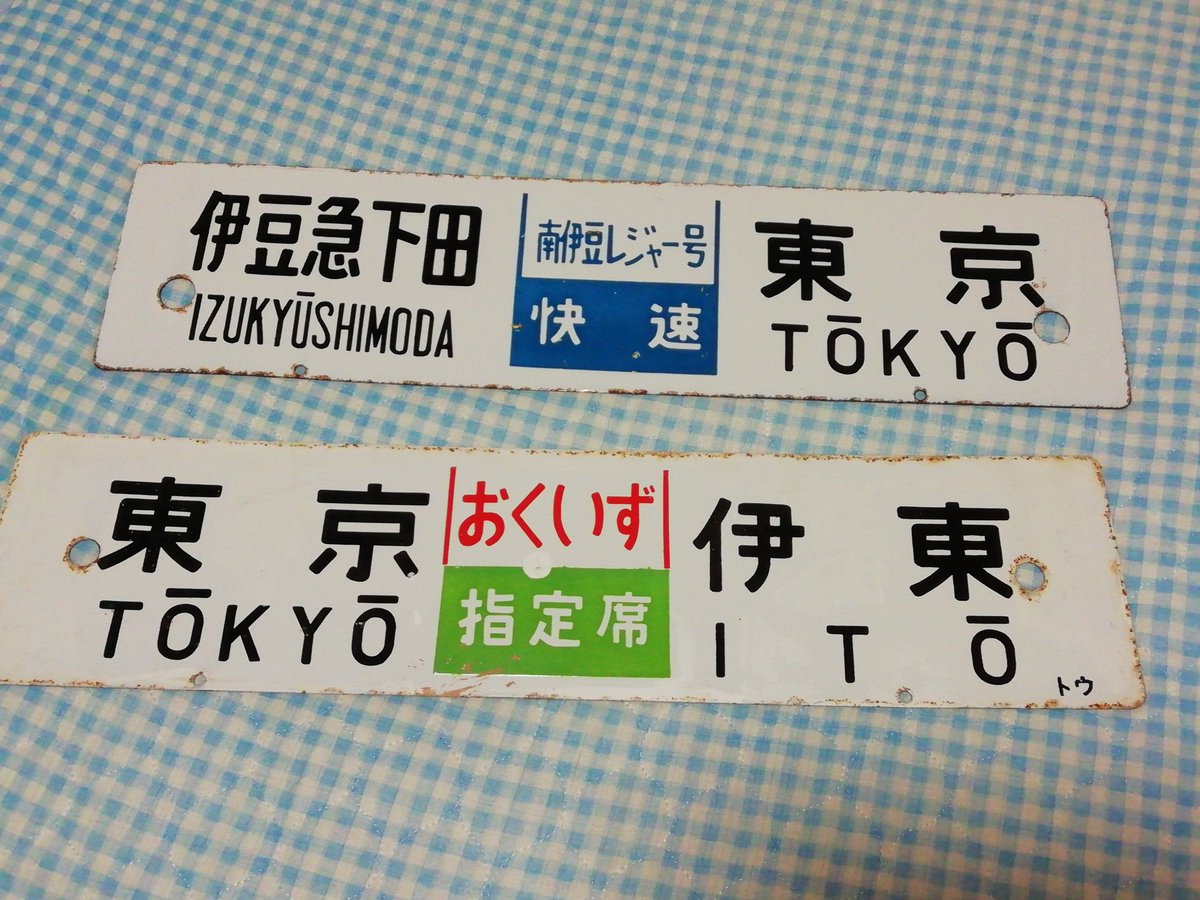 伊豆急下田
IZUKYŪSHIMODA
南伊豆レジャー号
快速
東京
TŌKYŌ
東京
TŌKYŌ
おくいず
指定席
伊東
ITŌ
トウ